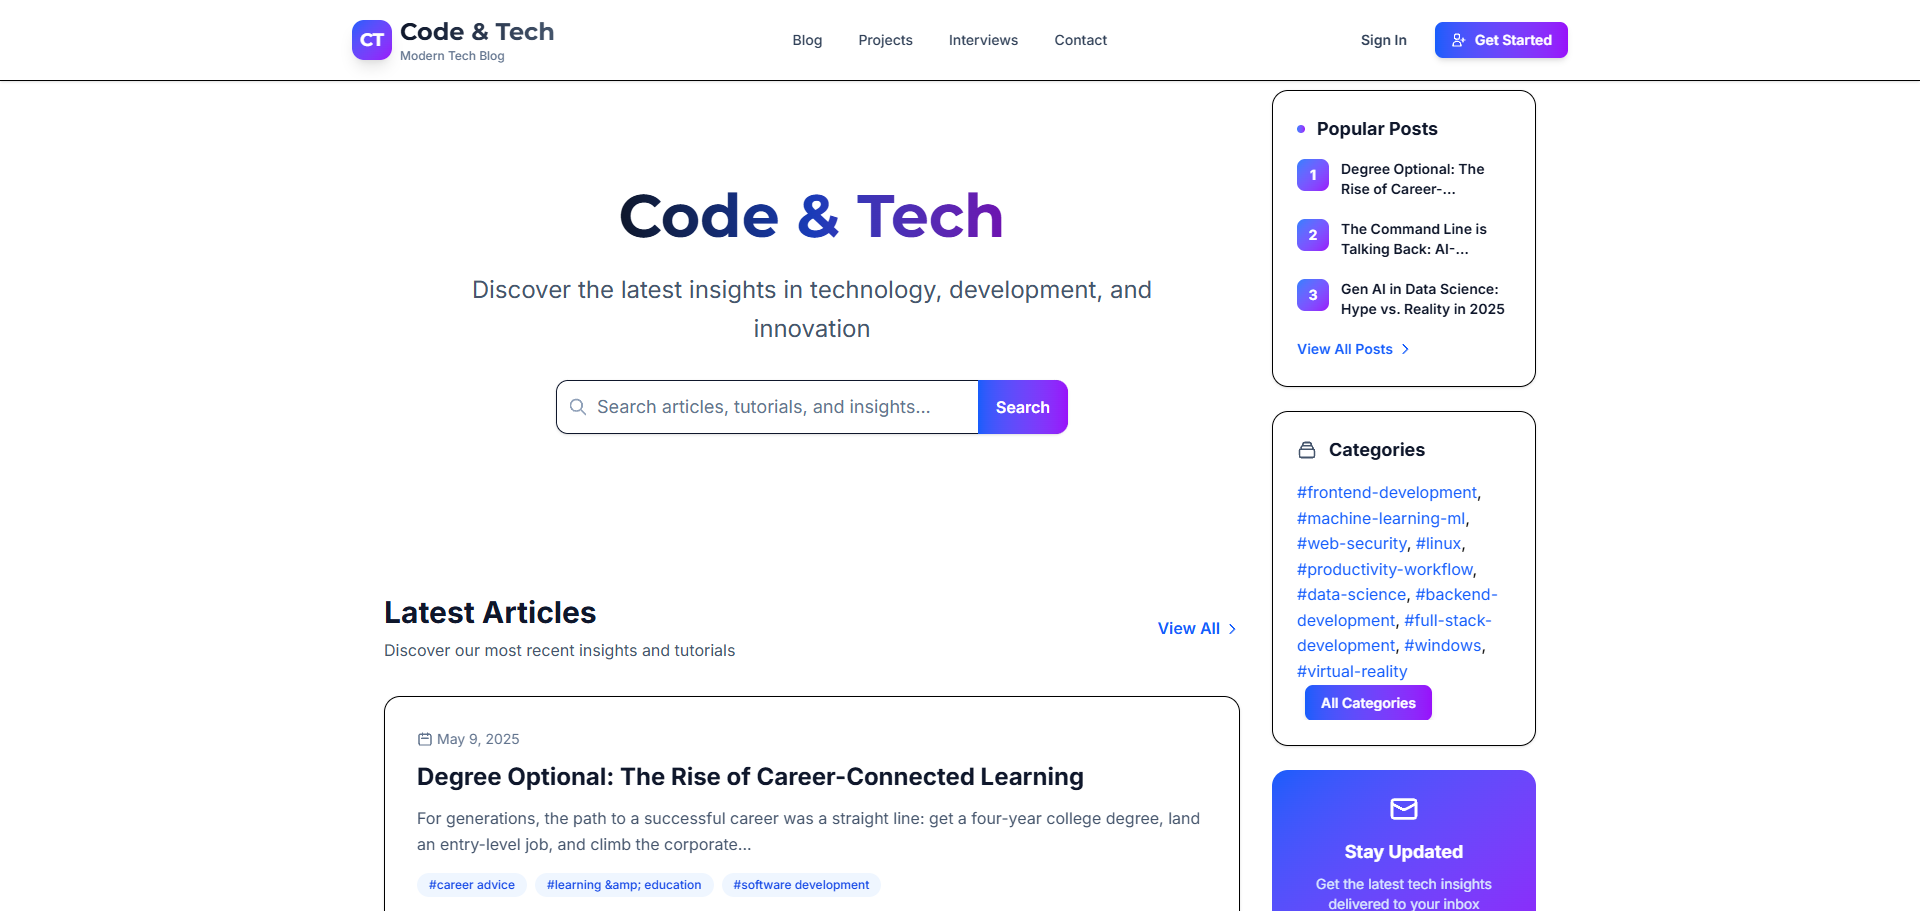 CT
Code & Tech
Modern Tech Blog
Blog
Projects
Interviews
Contact
Sign In
Get Started
Code & Tech
Discover the latest insights in technology, development, and
innovation
Search articles, tutorials, and insights...
Search
Latest Articles
Discover our most recent insights and tutorials
View All
May 9, 2025
Degree Optional: The Rise of Career-Connected Learning
For generations, the path to a successful career was a straight line: get a four-year college degree, land
an entry-level job, and climb the corporate...
#career advice
#learning &amp; education
#software development
Popular Posts
1
Degree Optional: The
Rise of Career-...
2
The Command Line is
Talking Back: AI-...
3
Gen AI in Data Science:
Hype vs. Reality in 2025
View All Posts
Categories
#frontend-development,
#machine-learning-ml,
#web-security, #linux,
#productivity-workflow,
#data-science, #backend-
development, #full-stack-
development, #windows,
#virtual-reality
All Categories
Stay Updated
Get the latest tech insights
delivered to your inbox